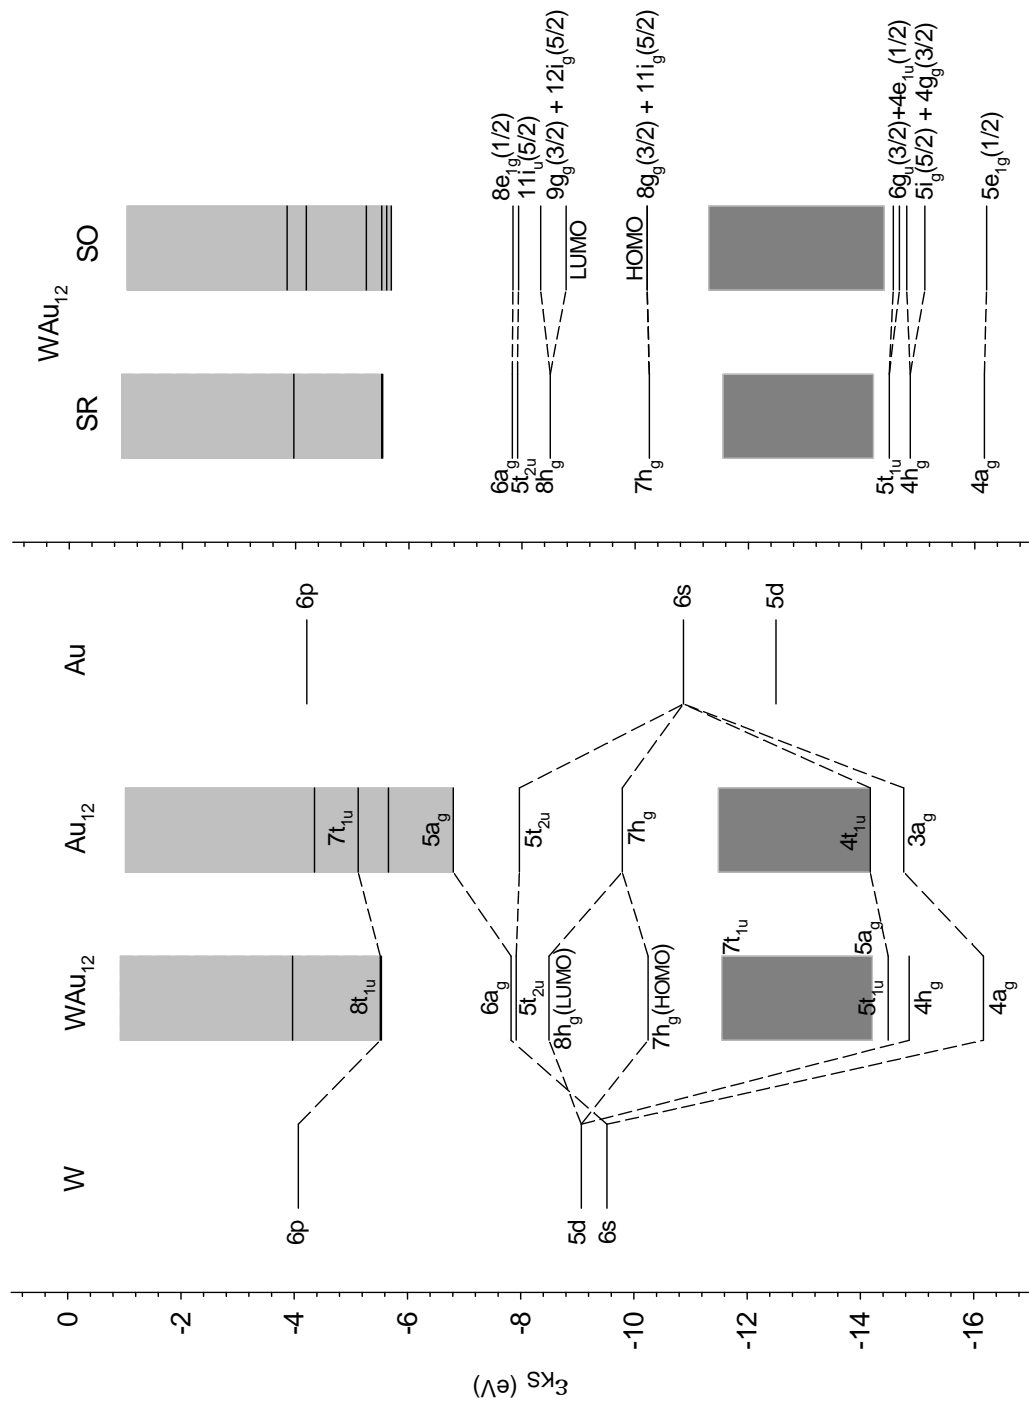 WAu12
W
WAu12
Au12
Au
SR
SO
εKS (eV)
0
-2
-4
-6
-8
-10
-12
-14
-16
6p
5d
6s
8t1u
6ag
5t2u
8hg(LUMO)
7hg(HOMO)
7t1u
5ag
5t1u
4hg
4ag
7t1u
5ag
5t2u
7hg
4t1u
3ag
6p
6s
5d
6ag
5t2u
8hg
7hg
5t1u
4hg
4ag
8e1g(1/2)
11iu(5/2)
9gg(3/2) + 12ig(5/2)
LUMO
HOMO
8gg(3/2) + 11ig(5/2)
6gu(3/2)+4e1u(1/2)
5ig(5/2) + 4gg(3/2)
5e1g(1/2)